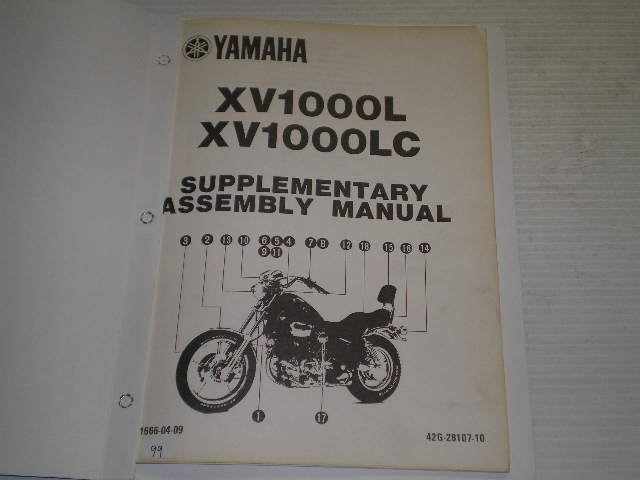 YAMAHA
XV1000L
XV1000LC
SUPPLEMENTARY
ASSEMBLY MANUAL
3 2 13 10 6 5 4 7 8 12 18 15 16 14
9 11
1 17
1666-04-09
42G-28107-10
99